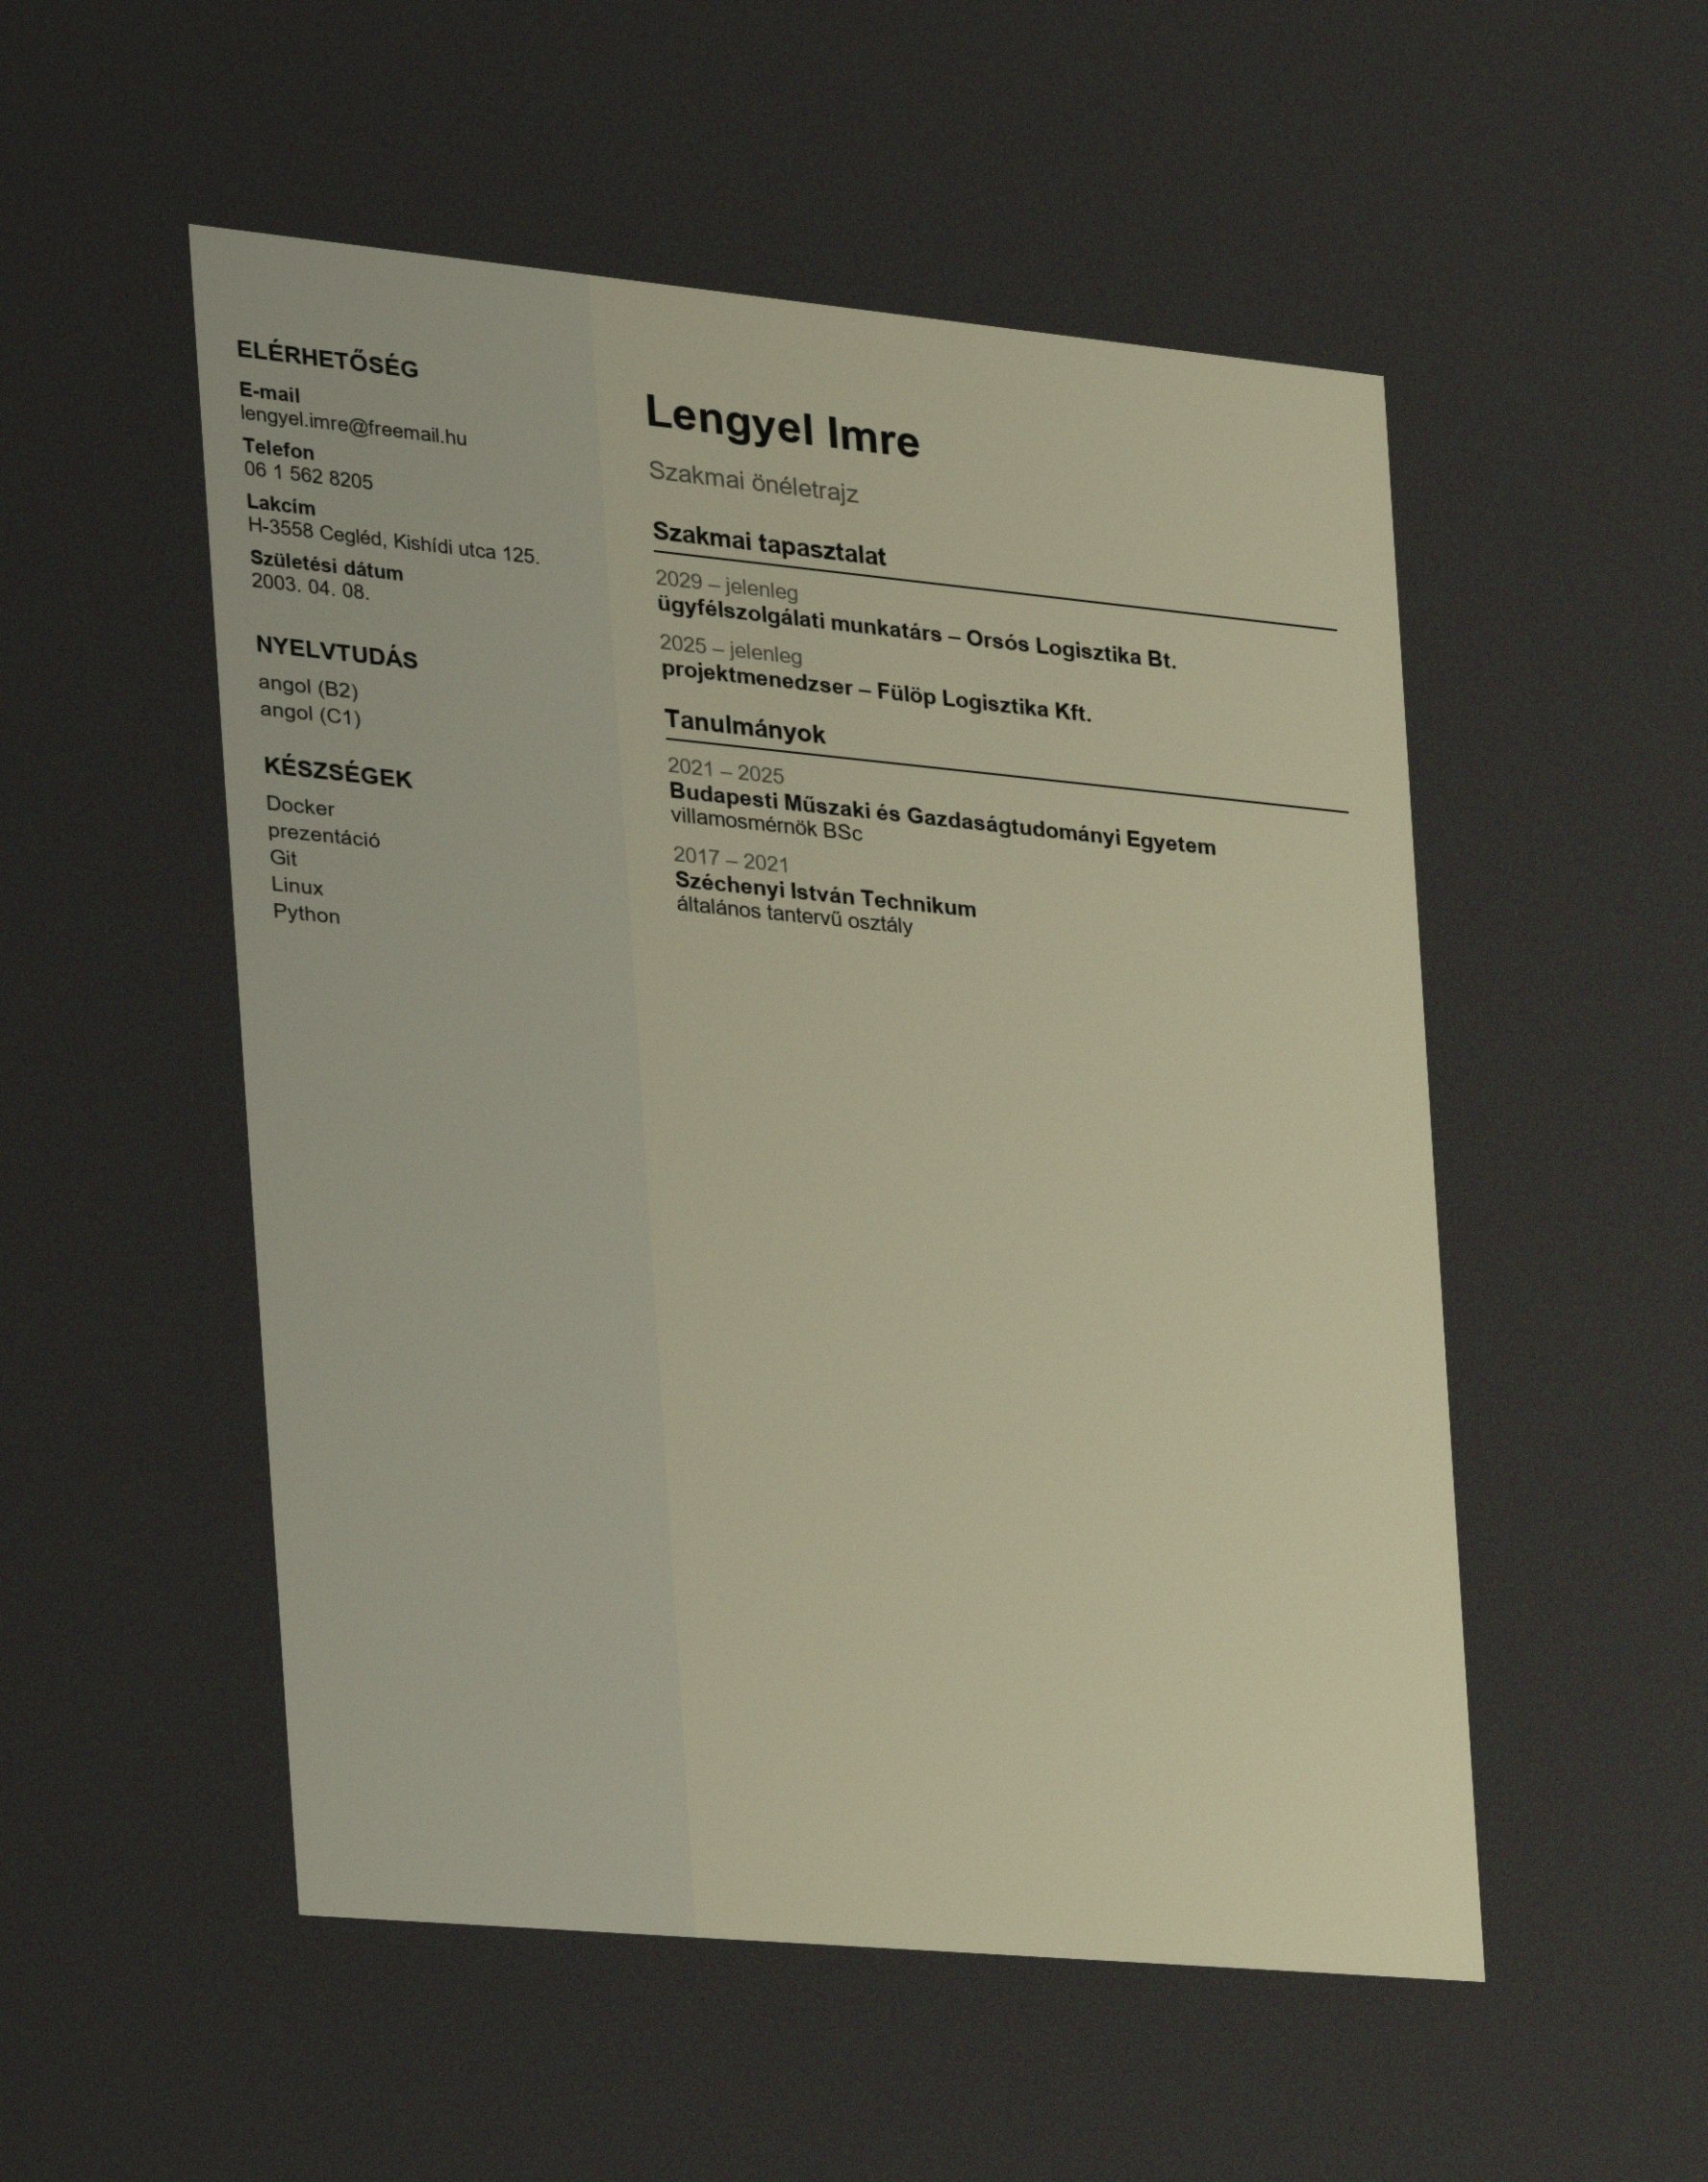 ELÉRHETŐSÉG
E-mail
lengyel.imre@freemail.hu
Telefon
06 1 562 8205
Lakcím
H-3558 Cegléd, Kishídi utca 125.
Születési dátum
2003. 04. 08.
NYELVTUDÁS
angol (B2)
angol (C1)
KÉSZSÉGEK
Docker
prezentáció
Git
Linux
Python
Lengyel Imre
Szakmai önéletrajz
Szakmai tapasztalat
2029 – jelenleg
ügyfélszolgálati munkatárs – Orsós Logisztika Bt.
2025 – jelenleg
projektmenedzser – Fülöp Logisztika Kft.
Tanulmányok
2021 – 2025
Budapesti Műszaki és Gazdaságtudományi Egyetem
villamosmérnök BSc
2017 – 2021
Széchenyi István Technikum
általános tantervű osztály